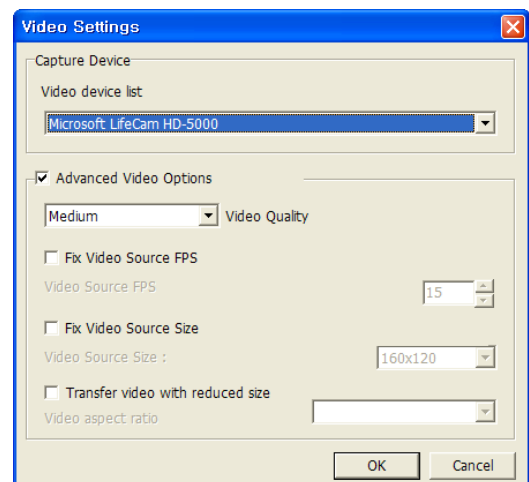 Video Settings
Capture Device
Video device list
Microsoft LifeCam HD-5000
Advanced Video Options
Medium Video Quality
Fix Video Source FPS
Video Source FPS 15
Fix Video Source Size
Video Source Size : 160x120
Transfer video with reduced size
Video aspect ratio
OK Cancel